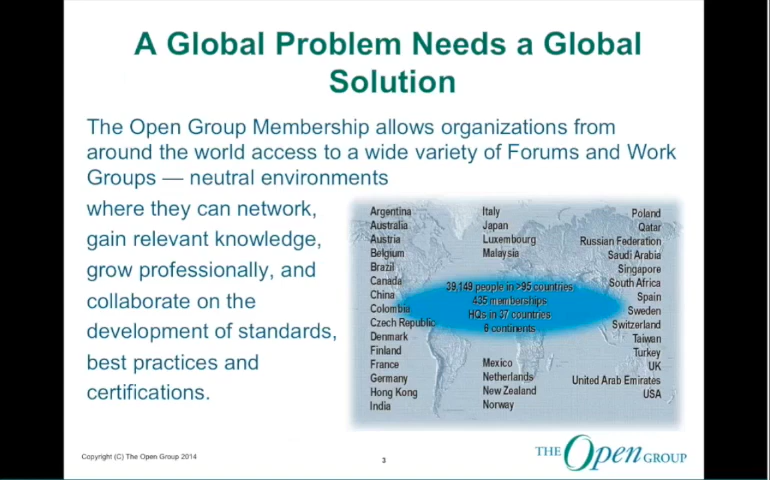 A Global Problem Needs a Global
Solution
The Open Group Membership allows organizations from
around the world access to a wide variety of Forums and Work
Groups — neutral environments
where they can network,
gain relevant knowledge,
grow professionally, and
collaborate on the
development of standards,
best practices and
certifications.
Argentina
Australia
Austria
Belgium
Brazil
Canada
China
Colombia
Czech Republic
Denmark
Finland
France
Germany
Hong Kong
India
Italy
Japan
Luxembourg
Malaysia
39,149 people in >95 countries
435 memberships
HQs in 37 countries
6 continents
Mexico
Netherlands
New Zealand
Norway
Poland
Qatar
Russian Federation
Saudi Arabia
Singapore
South Africa
Spain
Sweden
Switzerland
Taiwan
Turkey
UK
United Arab Emirates
USA
Copyright (C) The Open Group 2014
3
THE Open GROUP